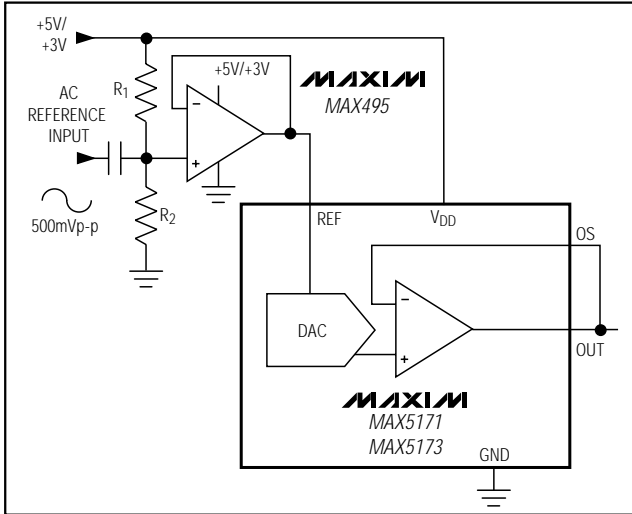 +5V/
+3V
AC
REFERENCE
INPUT
R1
+5V/+3V
MAXIM
MAX495
−
+
R2
500mVp-p
REF
VDD
OS
DAC
−
+
OUT
MAXIM
MAX5171
MAX5173
GND